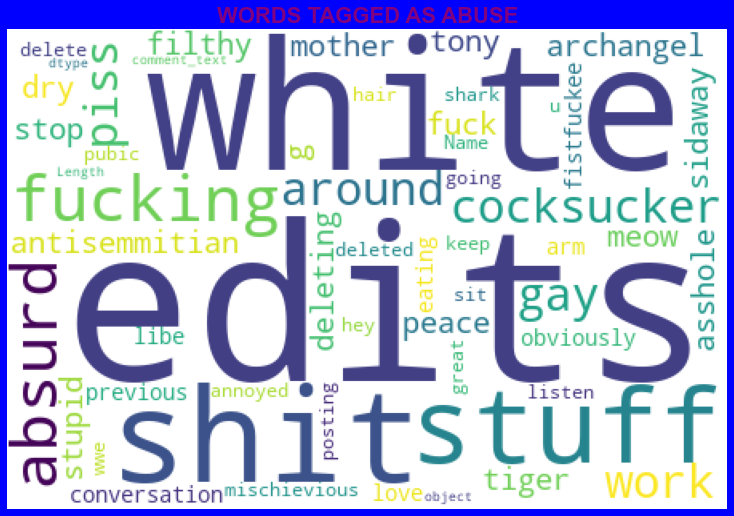 WORDS TAGGED AS ABUSE
delete
dtype
filthy
comment_text
mother
tony
archangel
dry
piss
white
hair
shark
u
fuck
fistfuckee
sidaway
stop
pubic
g
Name
Length
fucking
around
going
cocksucker
antisemmitian
deleting
deleted
eating
keep
arm
meow
edits
absurd
sit
gay
asshole
libe
hey
peace
obviously
stupid
previous
annoyed
great
listen
shit
posting
stuff
wwe
conversation
mischievious
love
object
tiger
work